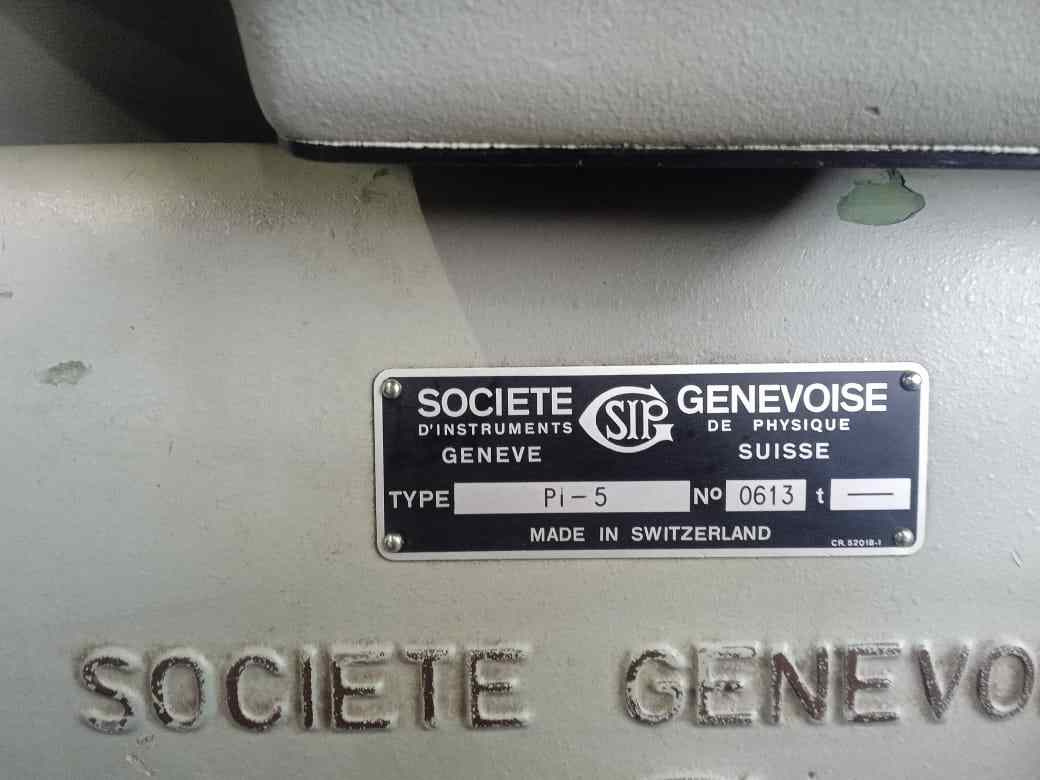 SOCIETE SIP GENEVOISE
D'INSTRUMENTS DE PHYSIQUE
GENEVE SUISSE
TYPE PI-5 No 0613 t —
MADE IN SWITZERLAND
CR. 52018-1
SOCIETE GENEVO